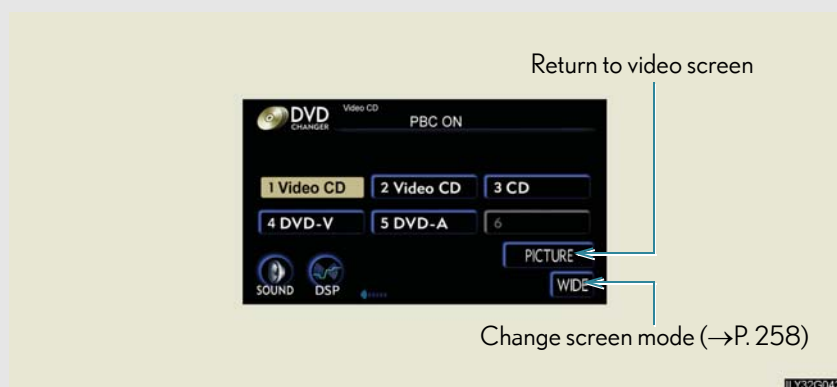 Return to video screen
DVD
CHANGER
Video CD
PBC ON
1 Video CD
2 Video CD
3 CD
4 DVD-V
5 DVD-A
6
PICTURE
SOUND
DSP
WIDE
Change screen mode (→P. 258)